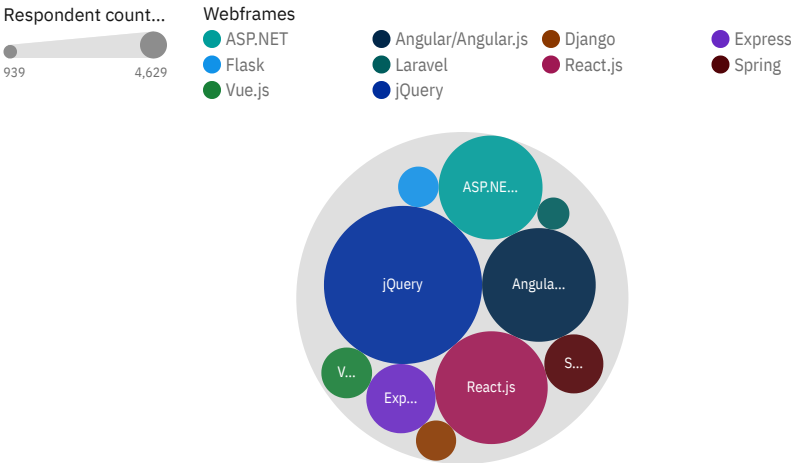 Respondent count...
939 4,629
Webframes
ASP.NET Angular/Angular.js Django Express
Flask Laravel React.js Spring
Vue.js jQuery
ASP.NE...
jQuery Angula...
V... S...
Exp... React.js